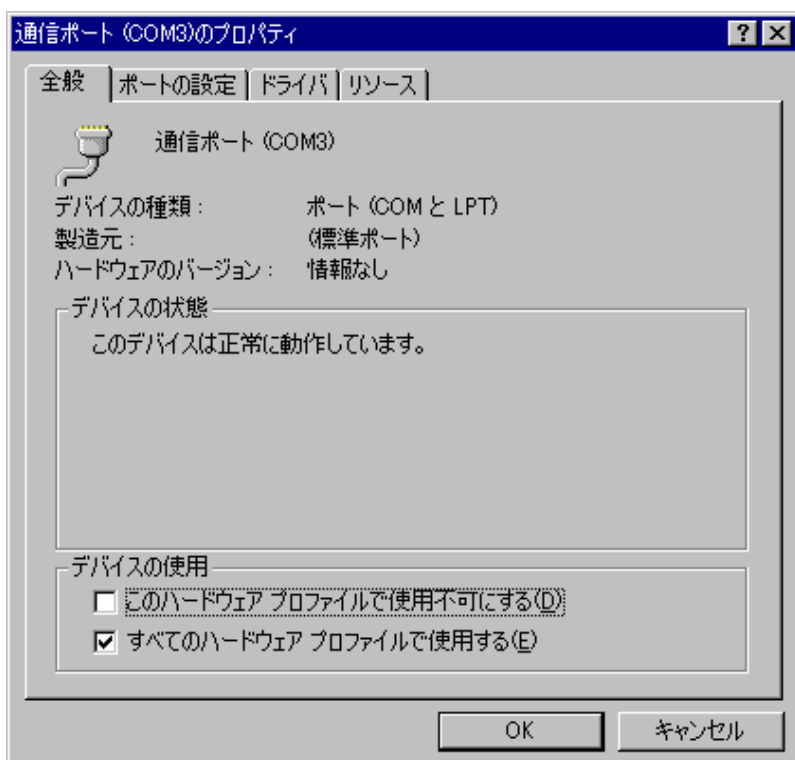 通信ポート (COM3)のプロパティ
全般 ポートの設定 ドライバ リソース
通信ポート (COM3)
デバイスの種類： ポート (COM と LPT)
製造元： (標準ポート)
ハードウェアのバージョン： 情報なし
デバイスの状態
このデバイスは正常に動作しています。
デバイスの使用
このハードウェア プロファイルで使用不可にする(D)
すべてのハードウェア プロファイルで使用する(E)
OK キャンセル